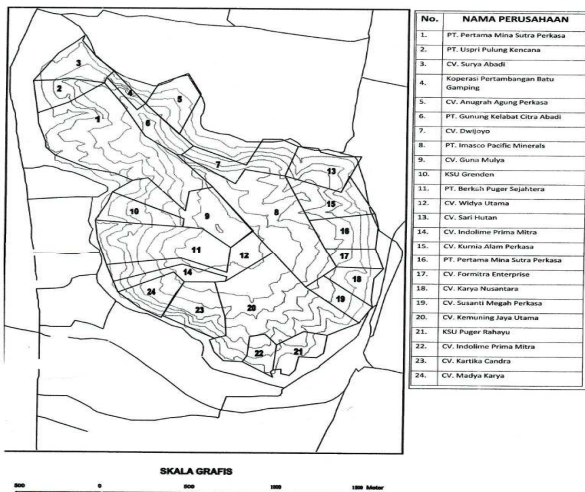 No. NAMA PERUSAHAAN
1. PT. Pertama Mina Sutra Perkasa
2. PT. Uspri Pulung Kencana
3. CV. Surya Abadi
4. Koperasi Pertambangan Batu
Gamping
5. CV. Anugrah Agung Perkasa
6. PT. Gunung Kelabat Citra Abadi
7. CV. Dwijoyo
8. PT. Imasco Pacific Minerals
9. CV. Guna Mulya
10. KSU Grenden
11. PT. Berkah Puger Sejahtera
12. CV. Widya Utama
13. CV. Sari Hutan
14. CV. Indolime Prima Mitra
15. CV. Kurnia Alam Perkasa
16. PT. Pertama Mina Sutra Perkasa
17. CV. Formitra Enterprise
18. CV. Karya Nusantara
19. CV. Susanti Megah Perkasa
20. CV. Kemuning Jaya Utama
21. KSU Puger Rahayu
22. CV. Indolime Prima Mitra
23. CV. Kartika Candra
24. CV. Madya Karya
3
2
4
5
1
6
7
13
15
10
9
8
16
11
12
17
14
18
24
19
23
20
22
21
SKALA GRAFIS
500 0 500 1000 1500 Meter